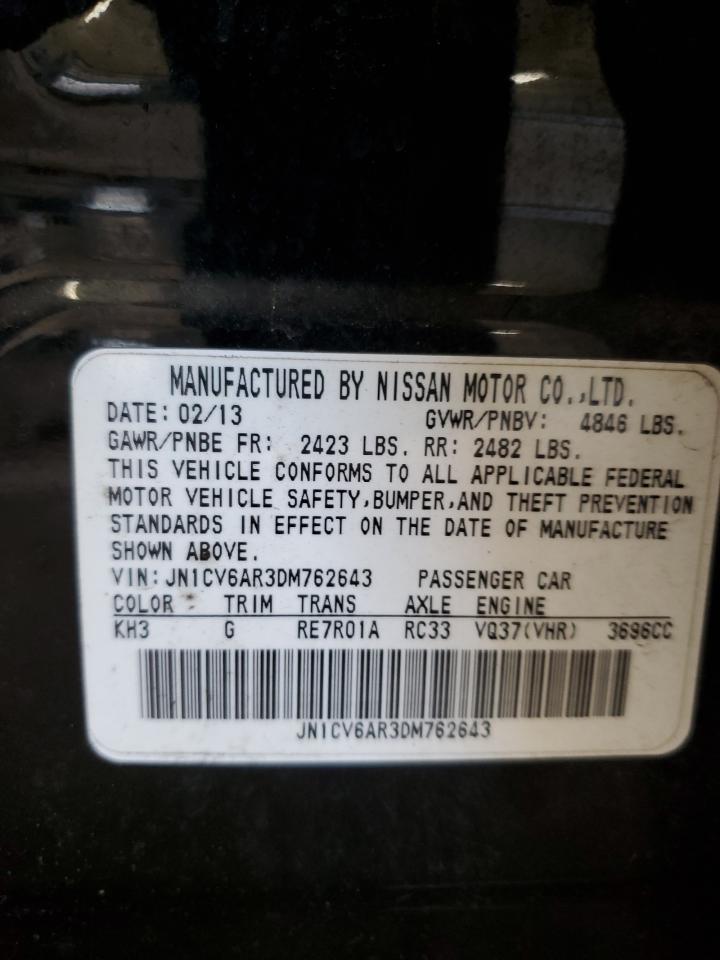 MANUFACTURED BY NISSAN MOTOR CO.,LTD.
DATE: 02/13 GVWR/PNBV: 4846 LBS.
GAWR/PNBE FR: 2423 LBS. RR: 2482 LBS.
THIS VEHICLE CONFORMS TO ALL APPLICABLE FEDERAL
MOTOR VEHICLE SAFETY,BUMPER,AND THEFT PREVENTION
STANDARDS IN EFFECT ON THE DATE OF MANUFACTURE
SHOWN ABOVE.
VIN: JN1CV6AR3DM762643 PASSENGER CAR
COLOR TRIM TRANS AXLE ENGINE
KH3 G RE7R01A RC33 VQ37(VHR) 3696CC
JN1CV6AR3DM762643